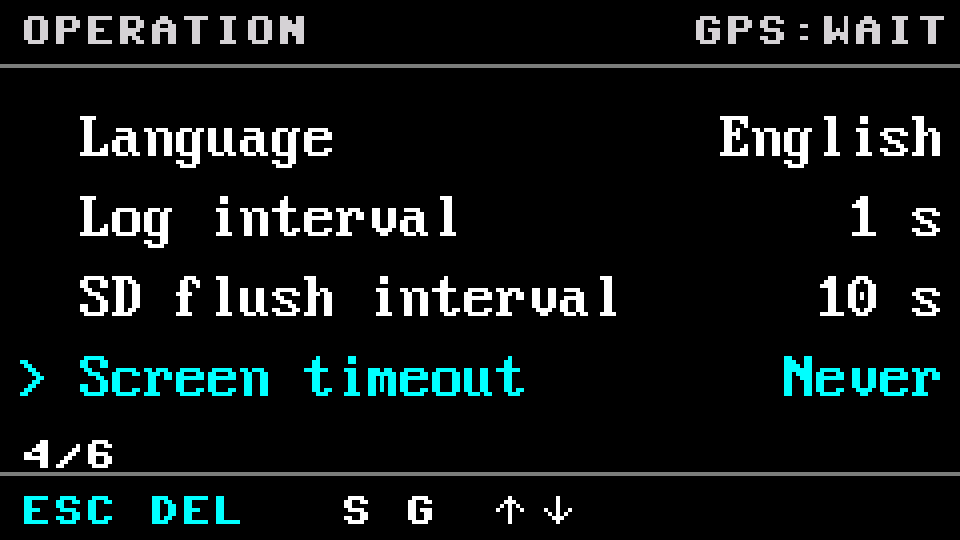 OPERATION GPS:WAIT
Language English
Log interval 1 s
SD flush interval 10 s
> Screen timeout Never
4/6
ESC DEL S G ↑ ↓